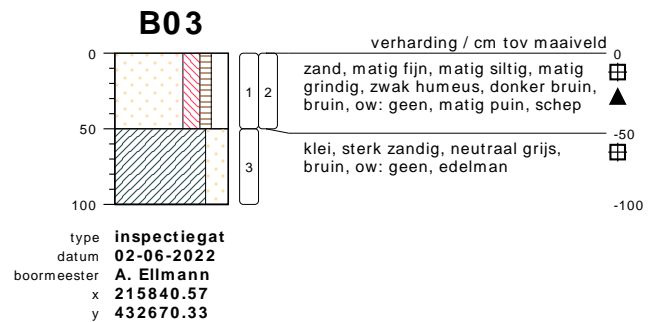 B03
verharding / cm tov maaiveld
0
0
zand, matig fijn, matig siltig, matig
grindig, zwak humeus, donker bruin,
bruin, ow: geen, matig puin, schep
1
2
50
-50
klei, sterk zandig, neutraal grijs,
bruin, ow: geen, edelman
3
100
-100
type inspectiegat
datum 02-06-2022
boormeester A. Ellmann
x 215840.57
y 432670.33